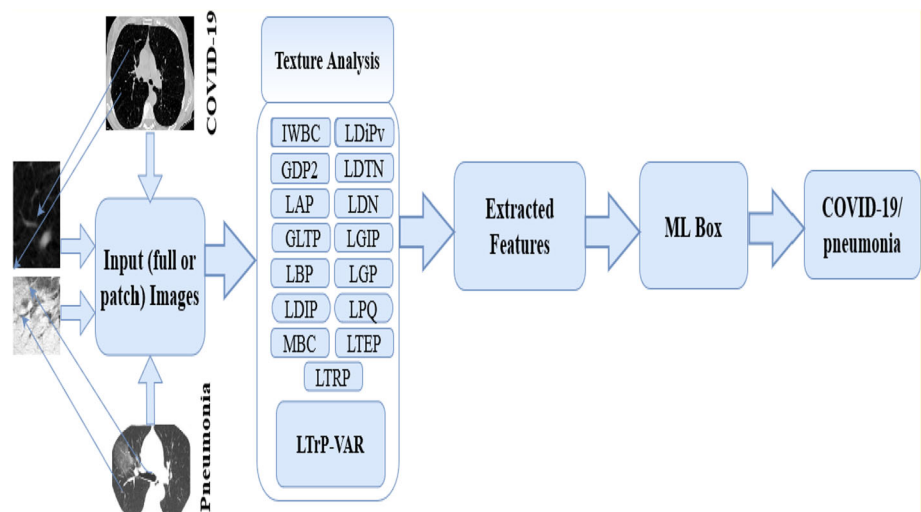 COVID-19
Pneumonia
Input (full or
patch) Images
Texture Analysis
IWBC
LDiPv
GDP2
LDTN
LAP
LDN
GLTP
LGIP
LBP
LGP
LDIP
LPQ
MBC
LTEP
LTRP
LTrP-VAR
Extracted
Features
ML Box
COVID-19/
pneumonia